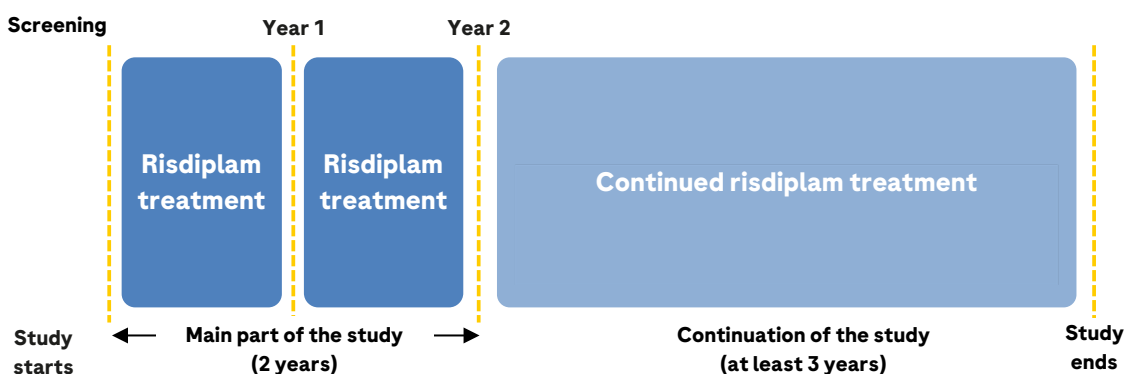 Screening
Year 1
Year 2
Risdiplam
treatment
Risdiplam
treatment
Continued risdiplam treatment
Study
starts
Main part of the study
(2 years)
Continuation of the study
(at least 3 years)
Study
ends